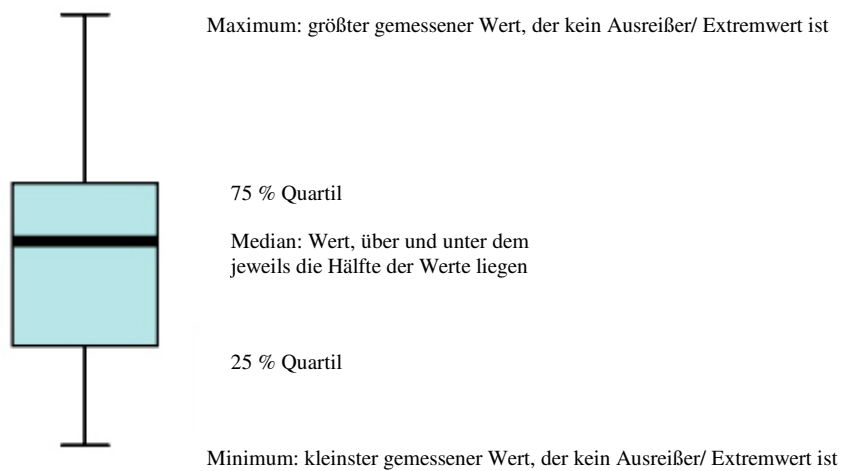 Maximum: größter gemessener Wert, der kein Ausreißer/ Extremwert ist
75 % Quartil
Median: Wert, über und unter dem
jeweils die Hälfte der Werte liegen
25 % Quartil
Minimum: kleinster gemessener Wert, der kein Ausreißer/ Extremwert ist